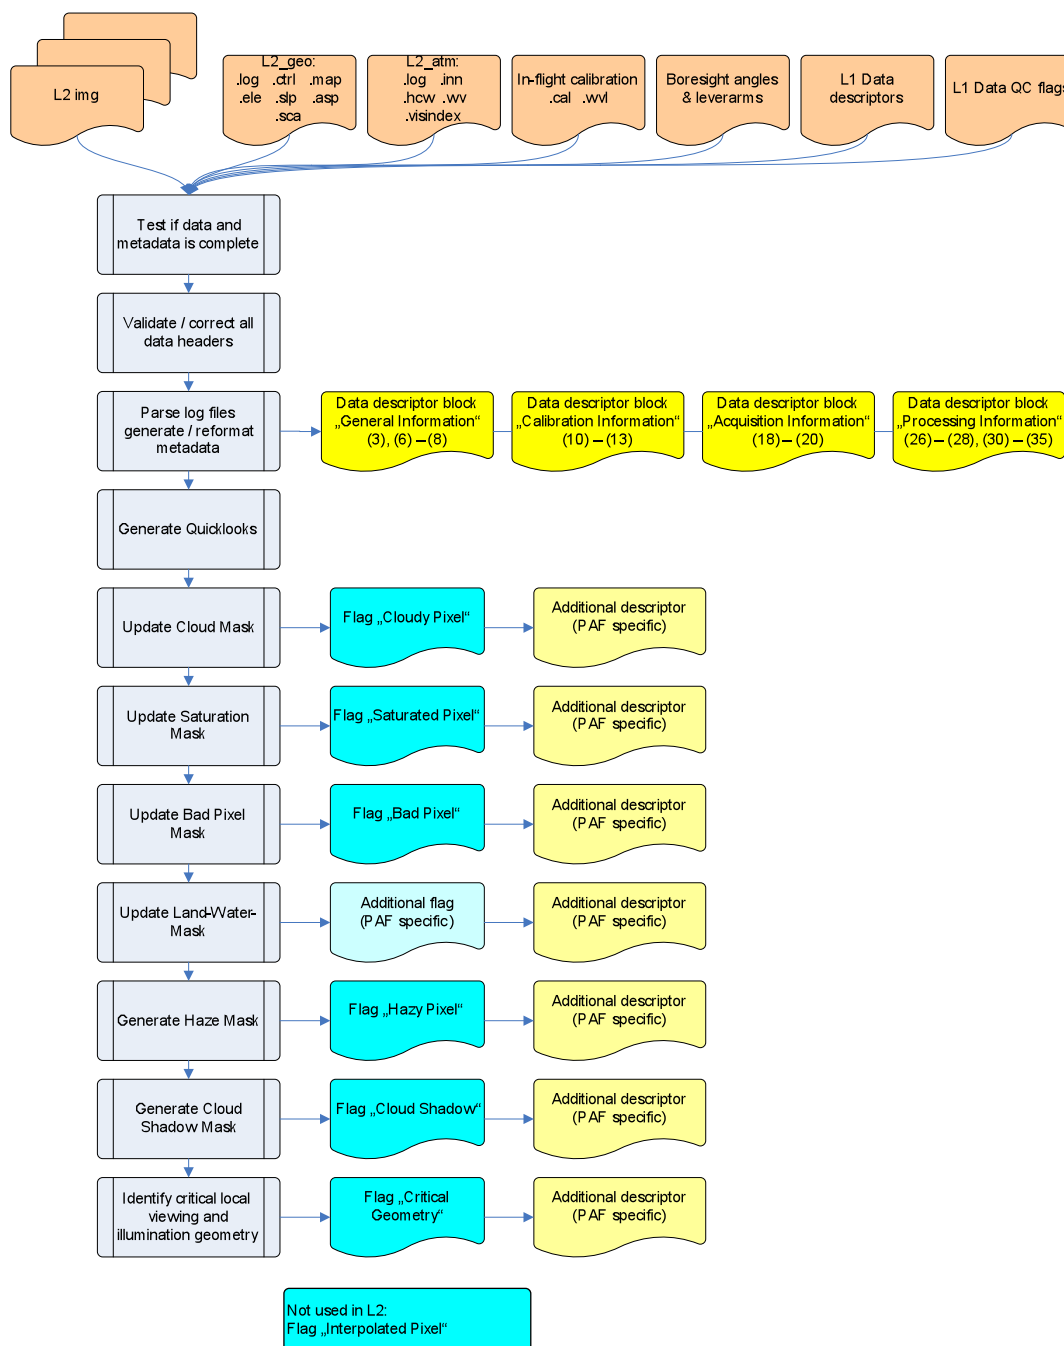 L2 img
L2_geo:
.log .ctrl .map
.ele .slp .asp
.sca
L2_atm:
.log .inn
.hcw .wv
.visindex
In-flight calibration
.cal .wvl
Boresight angles
& leverarms
L1 Data
descriptors
L1 Data QC flags
Test if data and
metadata is complete
Validate / correct all
data headers
Parse log files
generate / reformat
metadata
Data descriptor block
„General Information“
(3), (6) – (8)
Data descriptor block
„Calibration Information“
(10) – (13)
Data descriptor block
„Acquisition Information“
(18) – (20)
Data descriptor block
„Processing Information“
(26) – (28), (30) – (35)
Generate Quicklooks
Update Cloud Mask
Flag „Cloudy Pixel“
Additional descriptor
(PAF specific)
Update Saturation
Mask
Flag „Saturated Pixel“
Additional descriptor
(PAF specific)
Update Bad Pixel
Mask
Flag „Bad Pixel“
Additional descriptor
(PAF specific)
Update Land-Water-
Mask
Additional flag
(PAF specific)
Additional descriptor
(PAF specific)
Generate Haze Mask
Flag „Hazy Pixel“
Additional descriptor
(PAF specific)
Generate Cloud
Shadow Mask
Flag „Cloud Shadow“
Additional descriptor
(PAF specific)
Identify critical local
viewing and
illumination geometry
Flag „Critical
Geometry“
Additional descriptor
(PAF specific)
Not used in L2:
Flag „Interpolated Pixel“